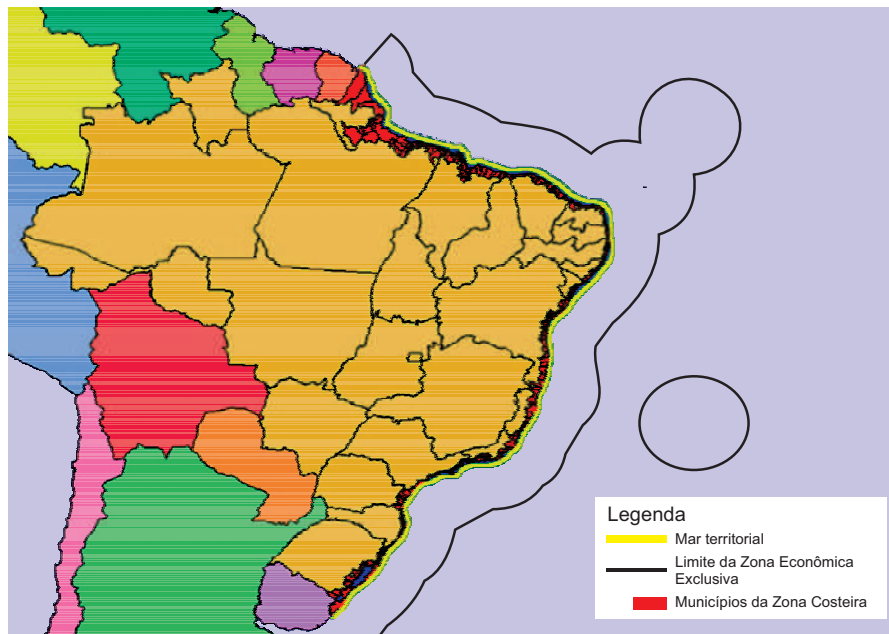 Legenda
Mar territorial
Limite da Zona Econômica
Exclusiva
Municípios da Zona Costeira